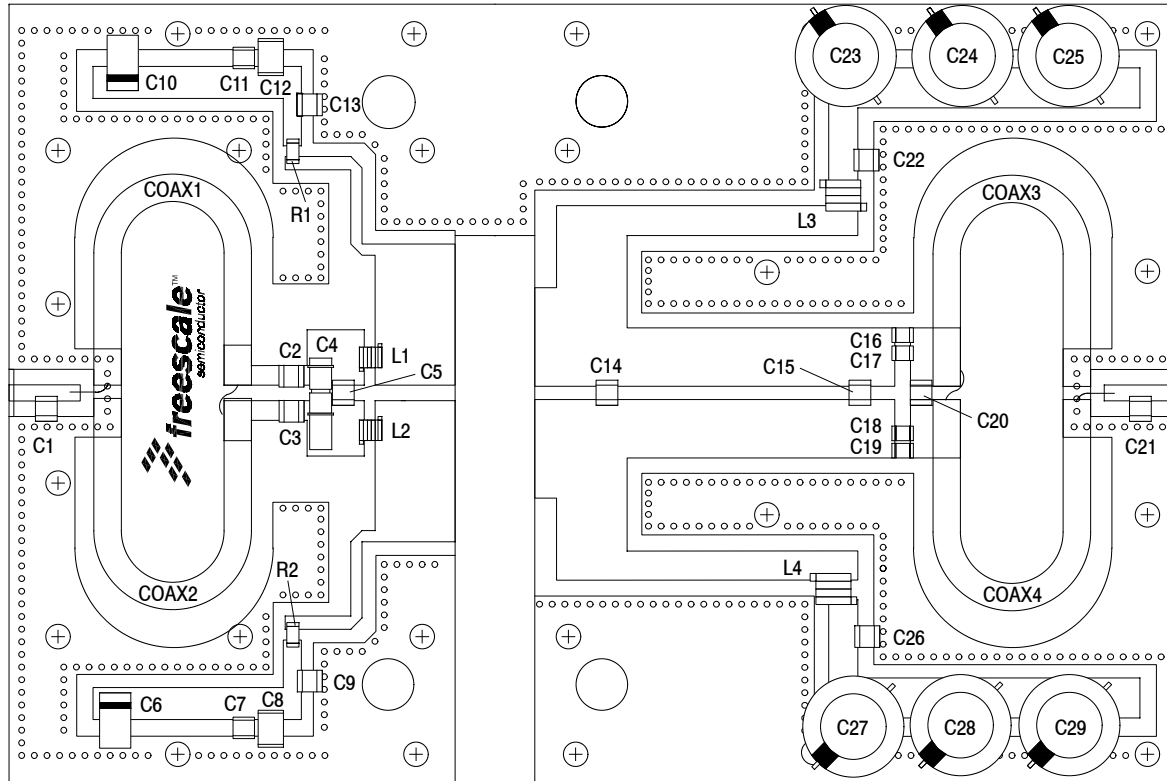 C10
C11
C12
C13
C23
C24
C25
C22
COAX1
R1
L3
COAX3
freescale™
semiconductor
C2
C4
L1
C5
C14
C15
C16
C17
C1
C3
L2
C18
C19
C20
C21
COAX2
R2
L4
COAX4
C26
C9
C6
C7
C8
C27
C28
C29